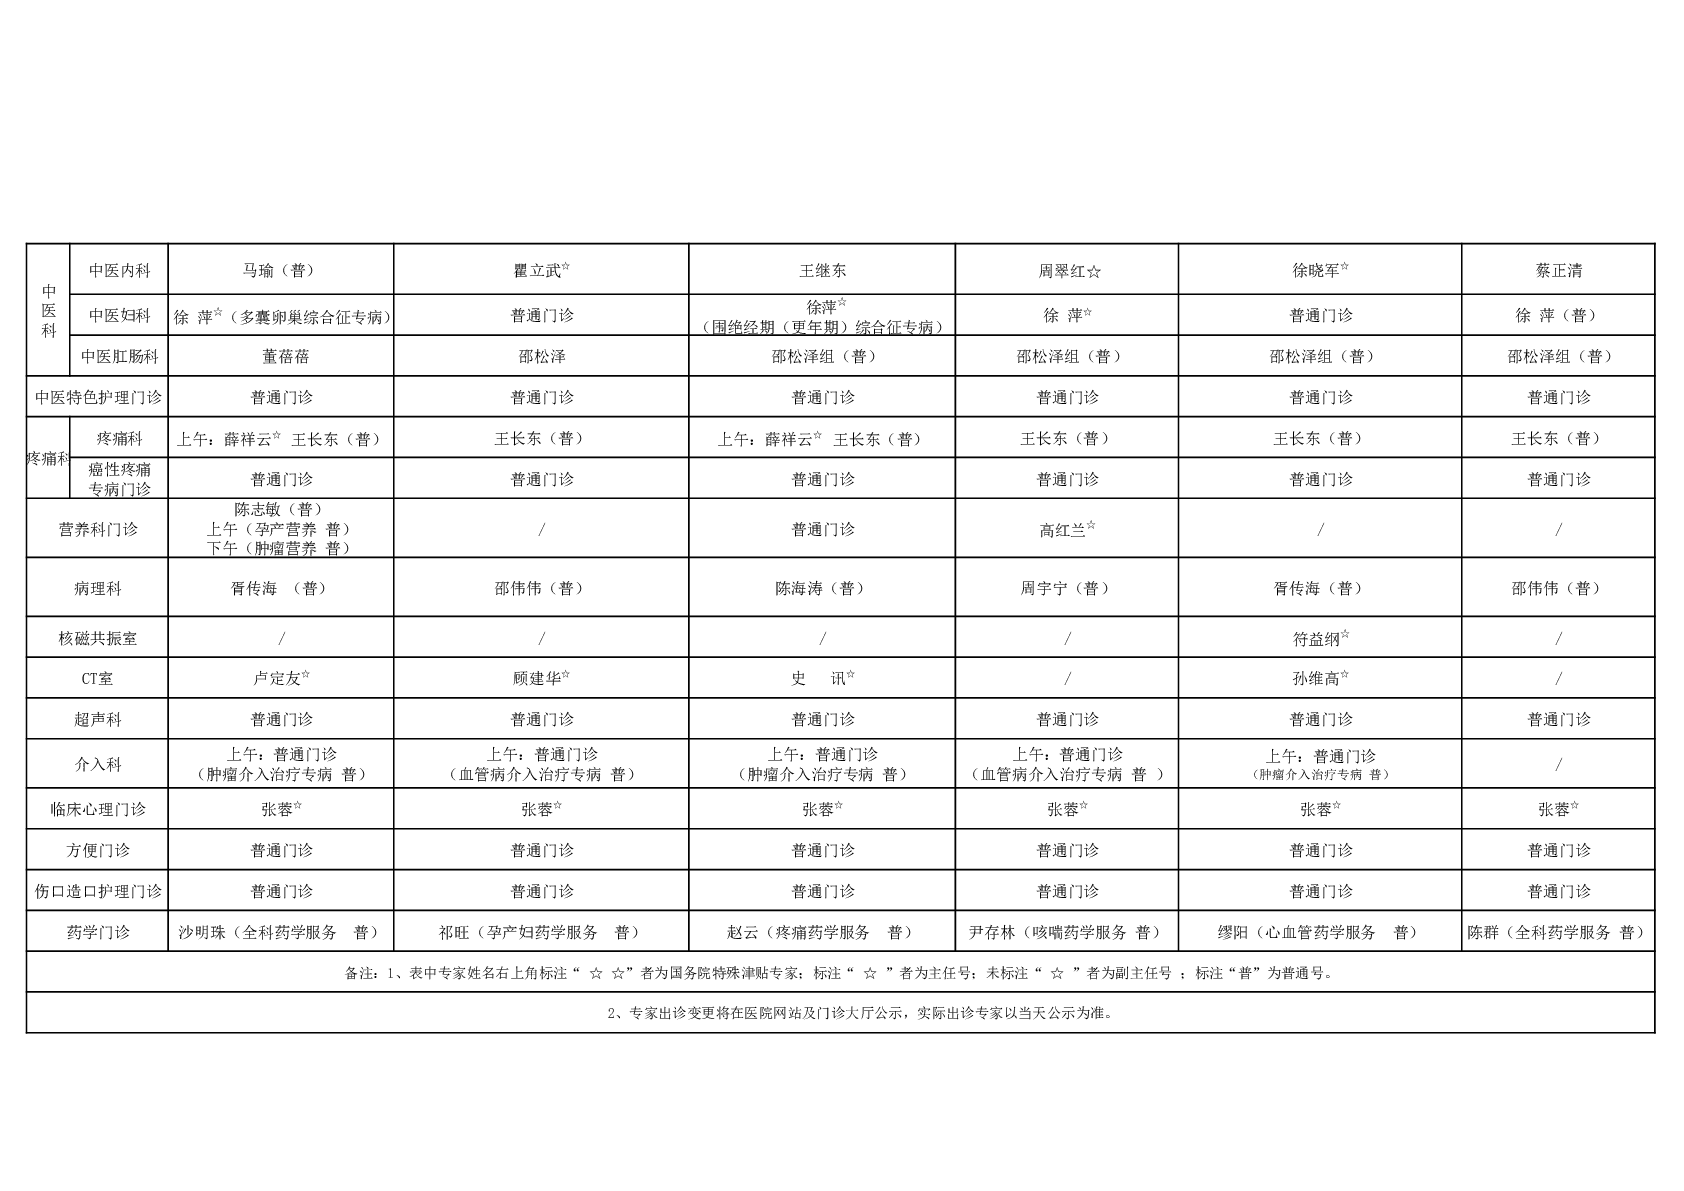 中医科 中医内科 马瑜（普） 瞿立武☆ 王继东 周翠红☆ 徐晓军☆ 蔡正清
中医妇科 徐 萍☆（多囊卵巢综合征专病） 普通门诊 徐萍☆ 徐 萍☆ 普通门诊 徐 萍（普）
（围绝经期（更年期）综合征专病）
中医肛肠科 董蓓蓓 邵松泽 邵松泽组（普） 邵松泽组（普） 邵松泽组（普） 邵松泽组（普）
中医特色护理门诊 普通门诊 普通门诊 普通门诊 普通门诊 普通门诊 普通门诊
疼痛科 疼痛科 上午：薛祥云☆ 王长东（普） 王长东（普） 上午：薛祥云☆ 王长东（普） 王长东（普） 王长东（普） 王长东（普）
癌性疼痛
专病门诊 普通门诊 普通门诊 普通门诊 普通门诊 普通门诊 普通门诊
营养科门诊 陈志敏（普）
上午（孕产营养 普）
下午（肿瘤营养 普） / 普通门诊 高红兰☆ / /
病理科 胥传海 （普） 邵伟伟（普） 陈海涛（普） 周宇宁（普） 胥传海（普） 邵伟伟（普）
核磁共振室 / / / / 符益纲☆ /
CT室 卢定友☆ 顾建华☆ 史 讯☆ / 孙维高☆ /
超声科 普通门诊 普通门诊 普通门诊 普通门诊 普通门诊 普通门诊
介入科 上午：普通门诊 上午：普通门诊 上午：普通门诊 上午：普通门诊 上午：普通门诊 /
（肿瘤介入治疗专病 普） （血管病介入治疗专病 普） （肿瘤介入治疗专病 普） （血管病介入治疗专病 普 ） （肿瘤介入治疗专病 普）
临床心理门诊 张蓉☆ 张蓉☆ 张蓉☆ 张蓉☆ 张蓉☆ 张蓉☆
方便门诊 普通门诊 普通门诊 普通门诊 普通门诊 普通门诊 普通门诊
伤口造口护理门诊 普通门诊 普通门诊 普通门诊 普通门诊 普通门诊 普通门诊
药学门诊 沙明珠（全科药学服务 普） 祁旺（孕产妇药学服务 普） 赵云（疼痛药学服务 普） 尹存林（咳喘药学服务 普） 缪阳（心血管药学服务 普） 陈群（全科药学服务 普）
备注：1、表中专家姓名右上角标注“ ☆ ☆”者为国务院特殊津贴专家；标注“ ☆ ”者为主任号；未标注“ ☆ ”者为副主任号 ；标注“普”为普通号。
2、专家出诊变更将在医院网站及门诊大厅公示，实际出诊专家以当天公示为准。